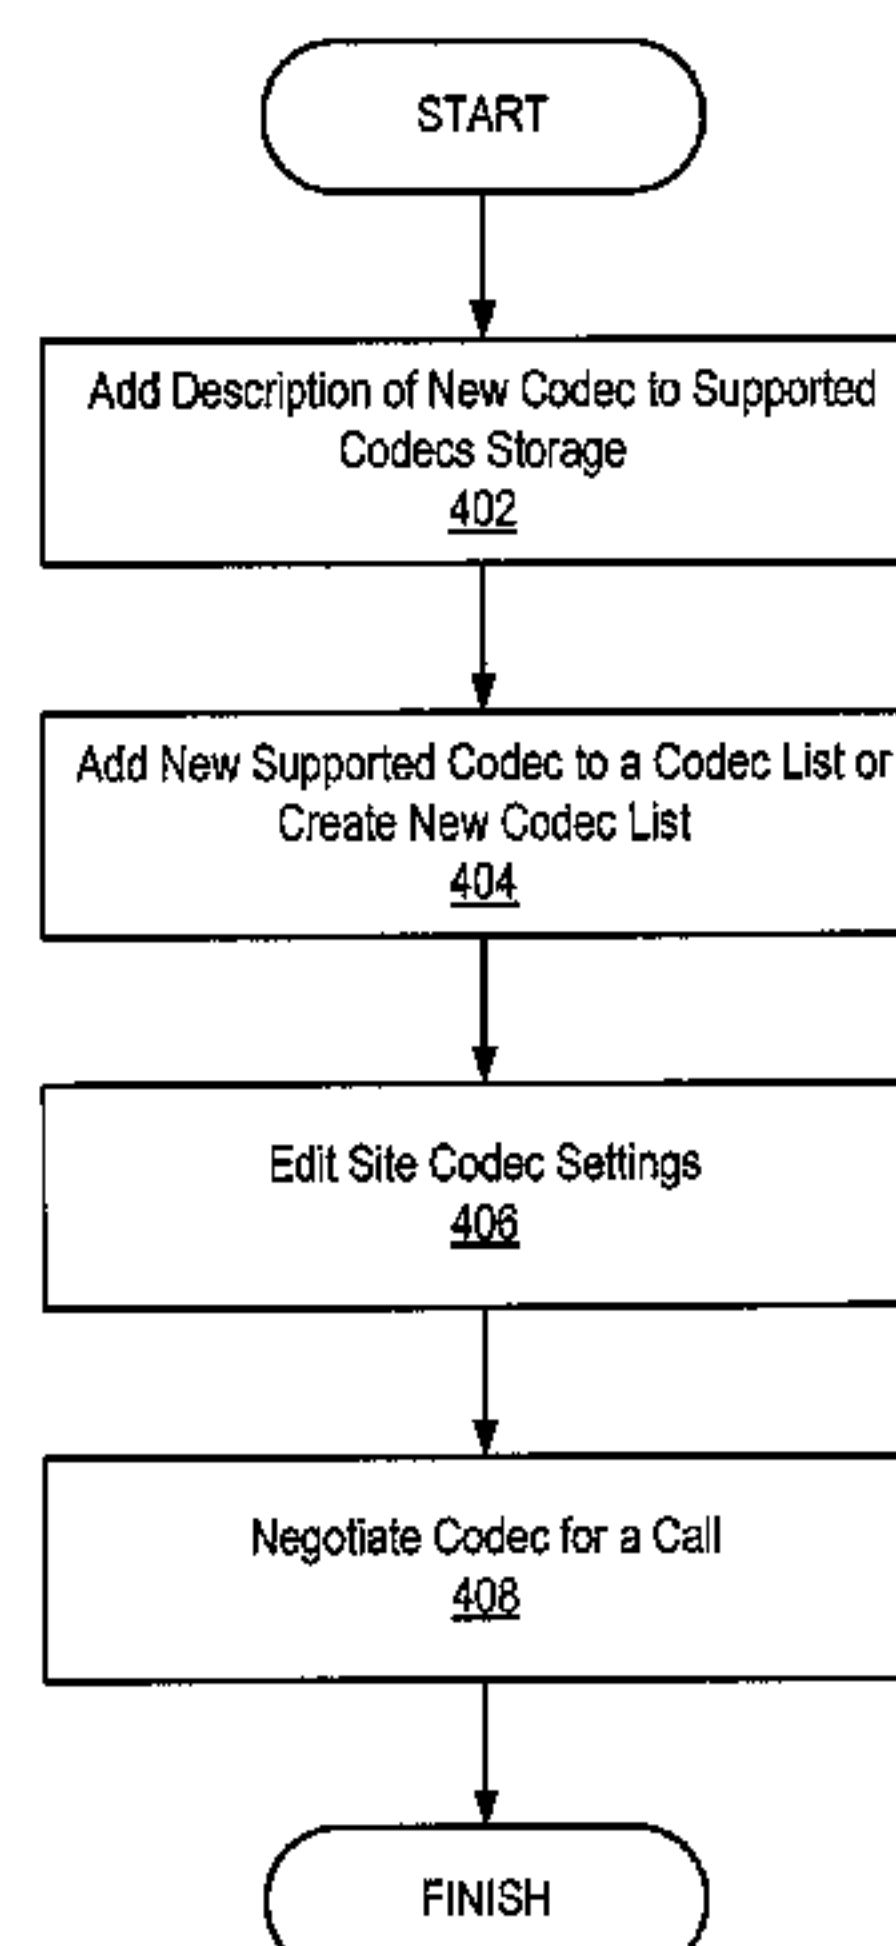 START
Add Description of New Codec to Supported
Codecs Storage
402
Add New Supported Codec to a Codec List or
Create New Codec List
404
Edit Site Codec Settings
406
Negotiate Codec for a Call
408
FINISH